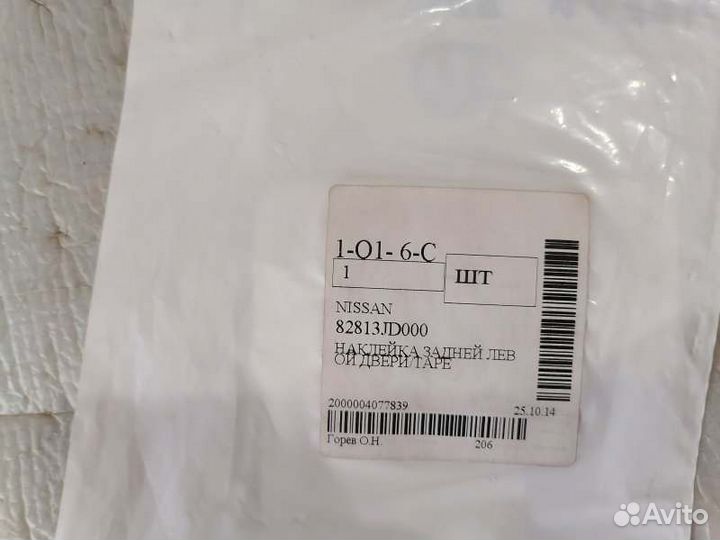 1-O1- 6-C
1
ШТ
NISSAN
82813JD000
НАКЛЕЙКА ЗАДНЕЙ ЛЕВ
ОЙ ДВЕРИ/TAPE
2000004077839
25.10.14
Горев О.Н.
206
Avito